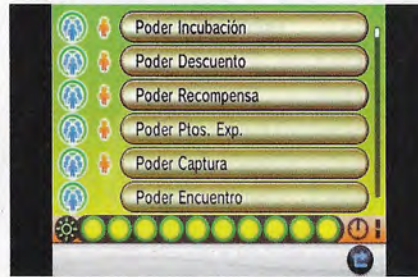 Poder Incubación
Poder Descuento
Poder Recompensa
Poder Ptos. Exp.
Poder Captura
Poder Encuentro